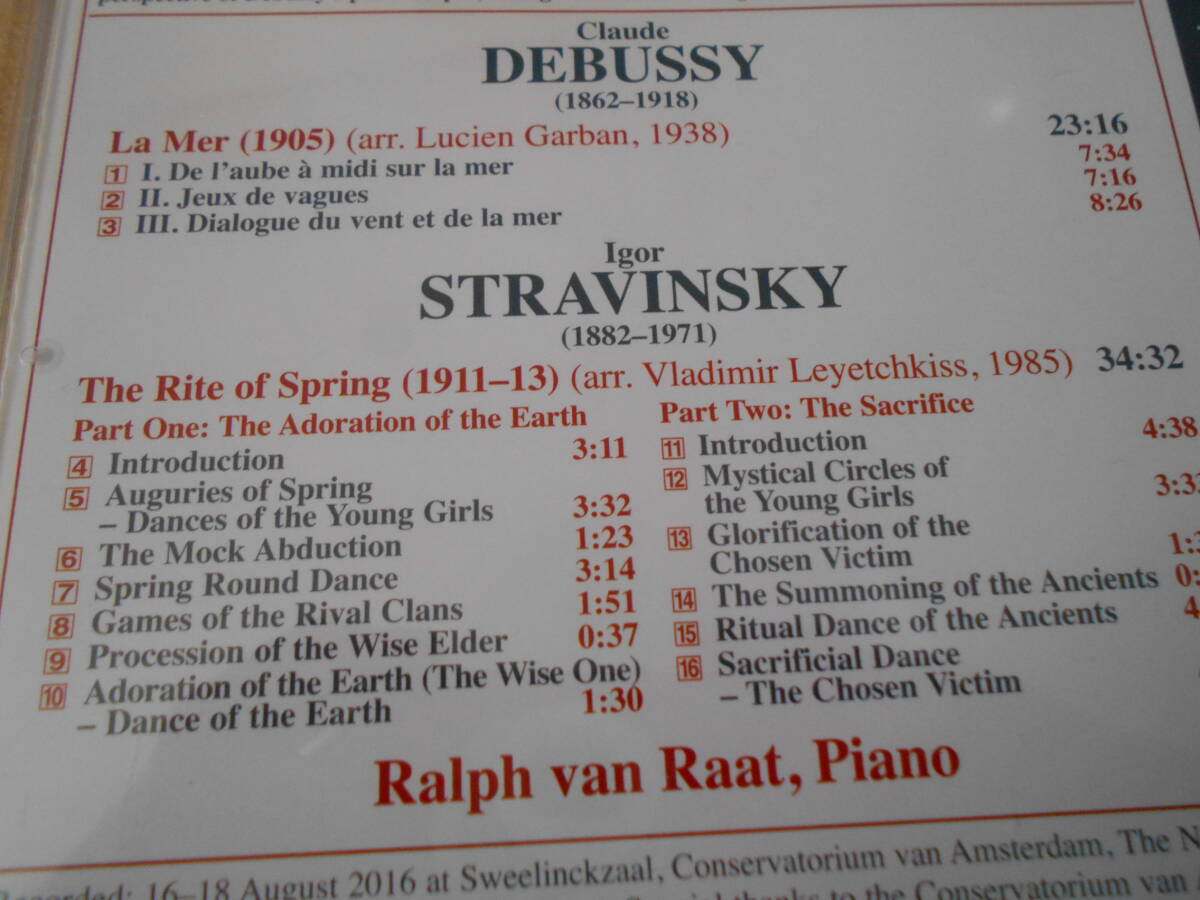 Claude
DEBUSSY
(1862–1918)
La Mer (1905) (arr. Lucien Garban, 1938) 23:16
1 I. De l'aube à midi sur la mer 7:34
2 II. Jeux de vagues 7:16
3 III. Dialogue du vent et de la mer 8:26
Igor
STRAVINSKY
(1882–1971)
The Rite of Spring (1911–13) (arr. Vladimir Leyetchkiss, 1985) 34:32
Part One: The Adoration of the Earth
4 Introduction 3:11
5 Auguries of Spring
– Dances of the Young Girls 3:32
6 The Mock Abduction 1:23
7 Spring Round Dance 3:14
8 Games of the Rival Clans 1:51
9 Procession of the Wise Elder 0:37
10 Adoration of the Earth (The Wise One)
– Dance of the Earth 1:30
Part Two: The Sacrifice
11 Introduction 4:38
12 Mystical Circles of
the Young Girls
13 Glorification of the
Chosen Victim
14 The Summoning of the Ancients
15 Ritual Dance of the Ancients
16 Sacrificial Dance
– The Chosen Victim
Ralph van Raat, Piano
Recorded: 16–18 August 2016 at Sweelinckzaal, Conservatorium van Amsterdam, The
thanks to the Conservatorium van